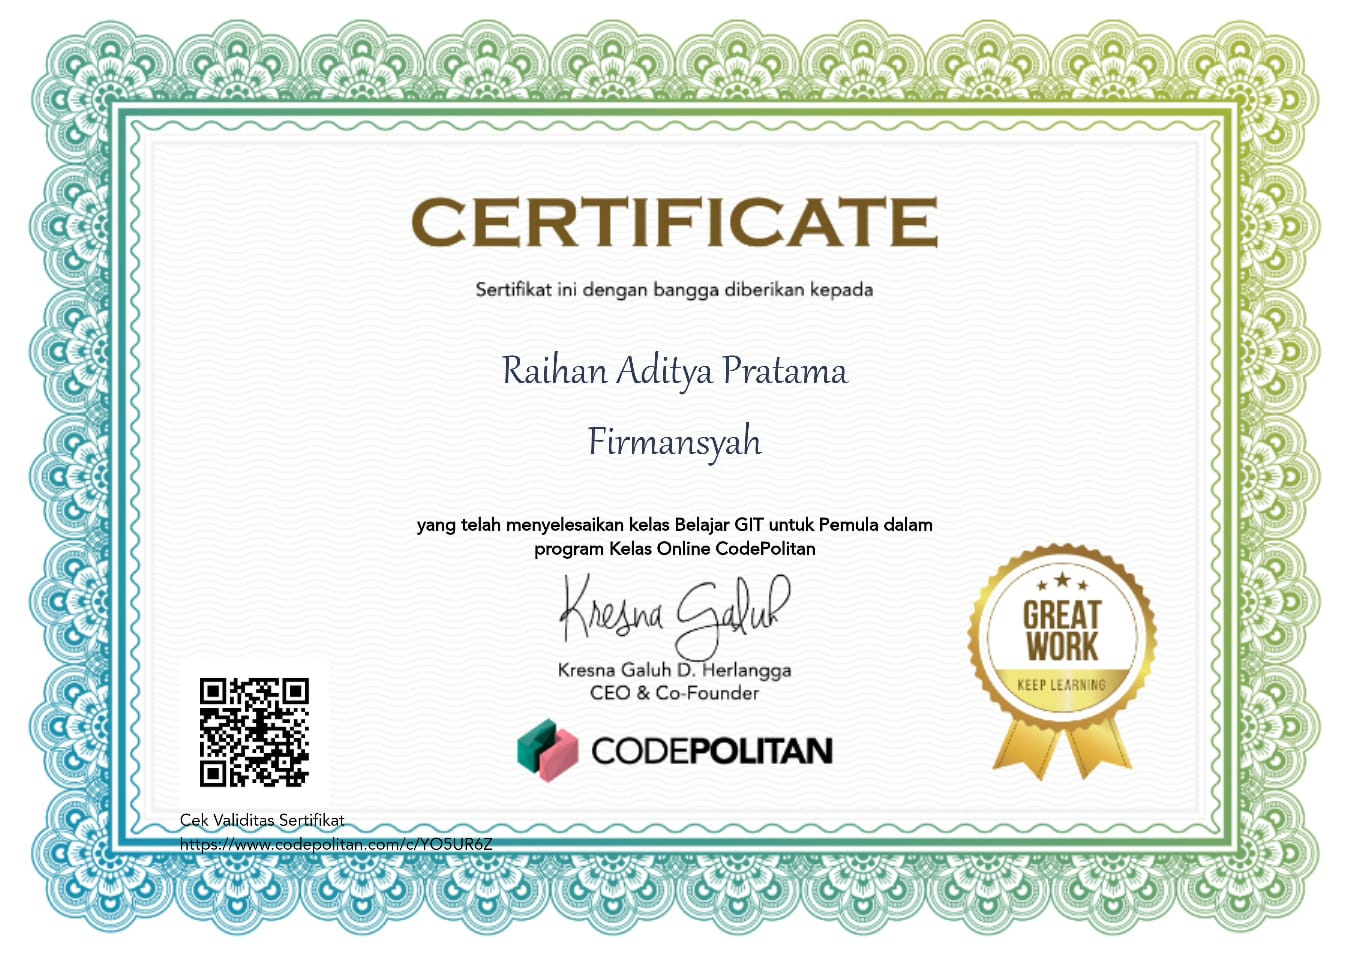 CERTIFICATE
Sertifikat ini dengan bangga diberikan kepada
Raihan Aditya Pratama
Firmansyah
yang telah menyelesaikan kelas Belajar GIT untuk Pemula dalam
program Kelas Online CodePolitan
Kresna Galuh
Kresna Galuh D. Herlangga
CEO & Co-Founder
CODEPOLITAN
GREAT
WORK
KEEP LEARNING
Cek Validitas Sertifikat
https://www.codepolitan.com/c/YO5UR6Z